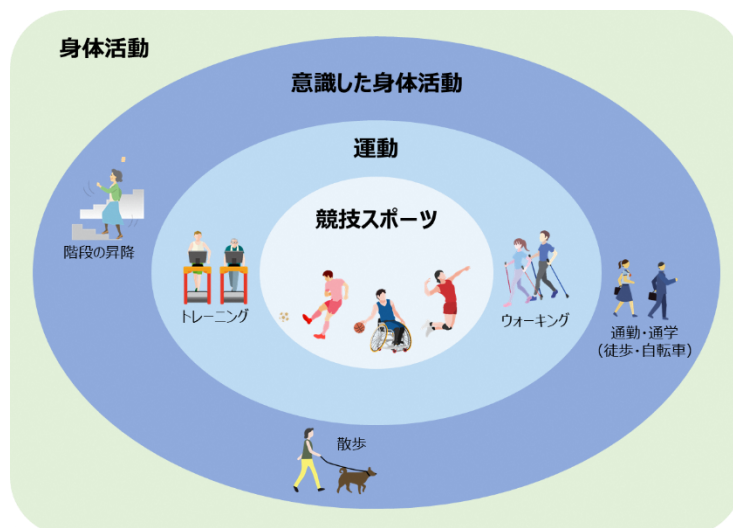 身体活動
意識した身体活動
運動
競技スポーツ
階段の昇降
トレーニング
ウォーキング
通勤・通学
(徒歩・自転車)
散歩